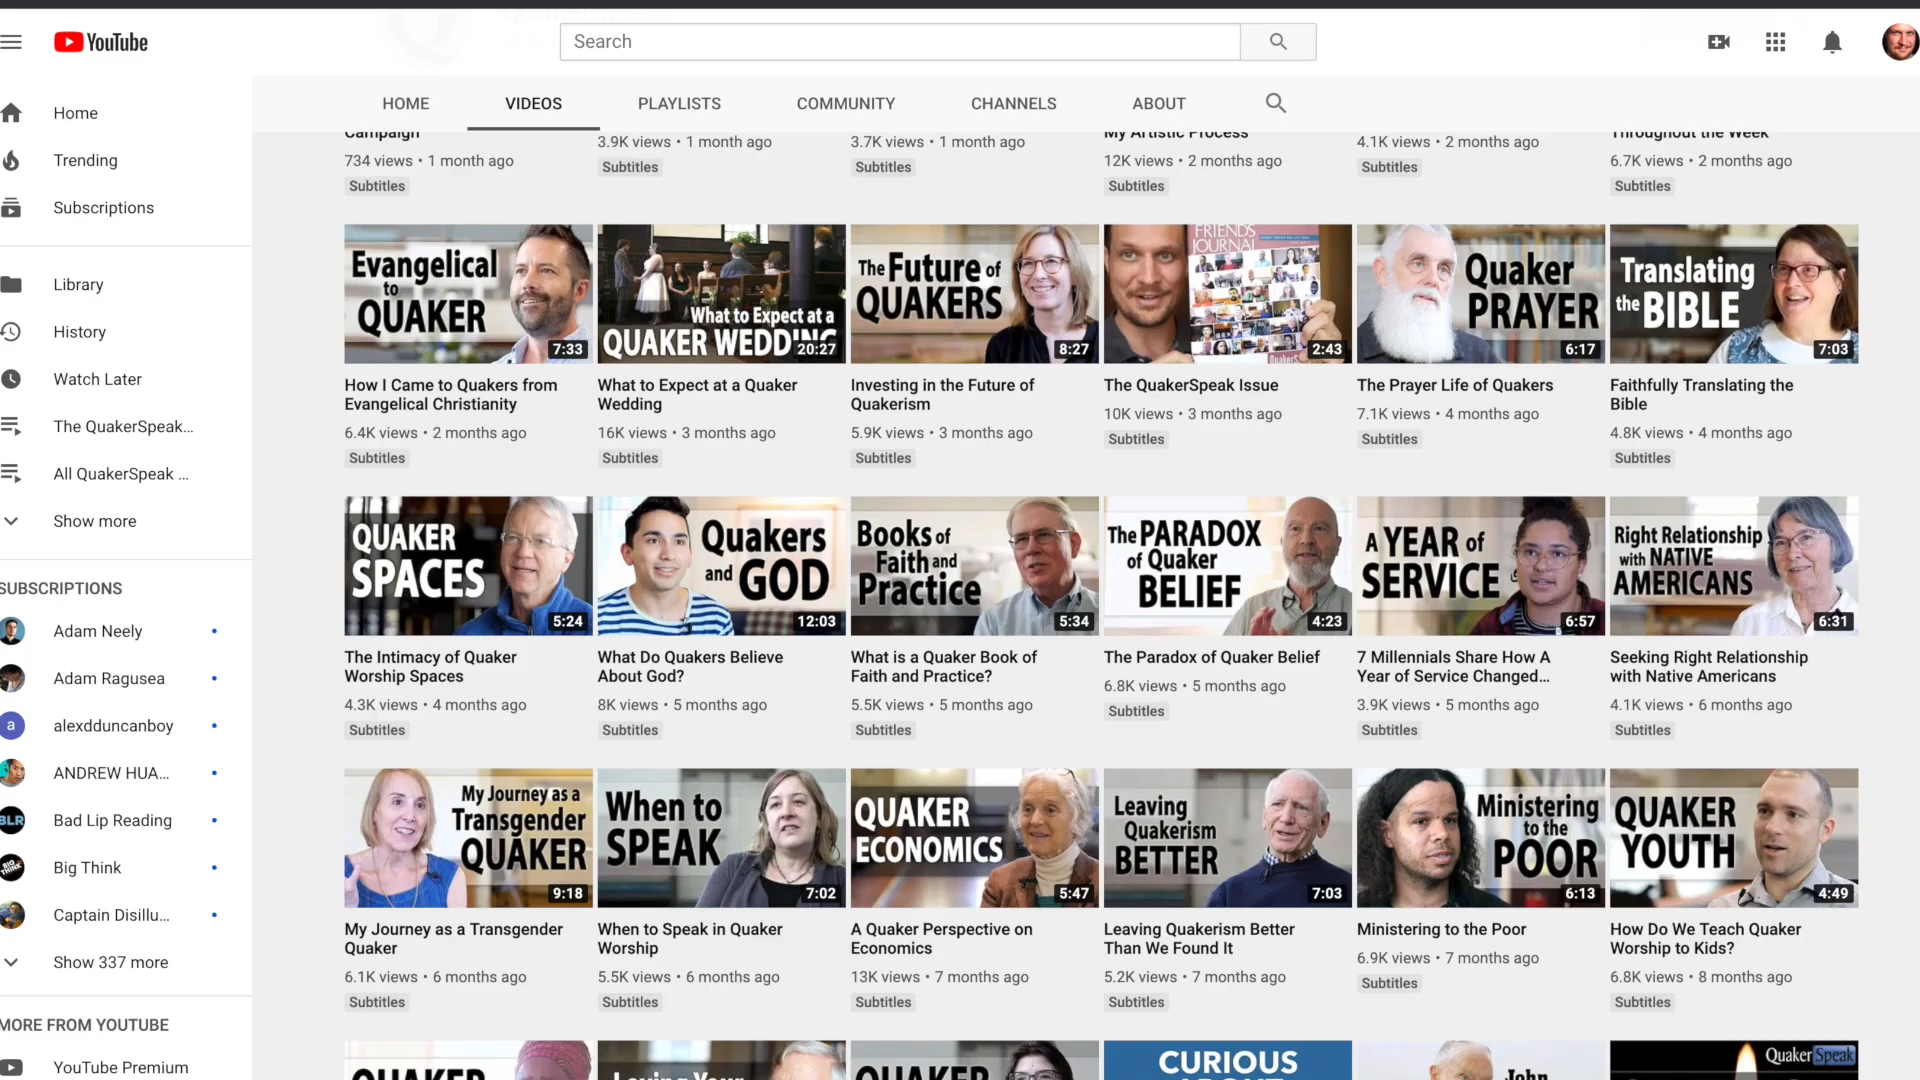 YouTube
Search
HOME
VIDEOS
PLAYLISTS
COMMUNITY
CHANNELS
ABOUT
Home
Trending
Subscriptions
Library
History
Watch Later
The QuakerSpeak...
All QuakerSpeak ...
Show more
SUBSCRIPTIONS
Adam Neely
Adam Ragusea
a
alexdduncanboy
ANDREW HUA...
BLR
Bad Lip Reading
BIG THINK
Big Think
Captain Disillu...
Show 337 more
MORE FROM YOUTUBE
YouTube Premium
Campaign
734 views • 1 month ago
Subtitles
3.9K views • 1 month ago
Subtitles
3.7K views • 1 month ago
Subtitles
My Artistic Process
12K views • 2 months ago
Subtitles
4.1K views • 2 months ago
Subtitles
Throughout the Week
6.7K views • 2 months ago
Subtitles
Evangelical
to
QUAKER
7:33
How I Came to Quakers from
Evangelical Christianity
6.4K views • 2 months ago
Subtitles
What to Expect at a
QUAKER WEDDING
20:27
What to Expect at a Quaker
Wedding
16K views • 3 months ago
Subtitles
The Future of
QUAKERS
8:27
Investing in the Future of
Quakerism
5.9K views • 3 months ago
Subtitles
FRIENDS
JOURNAL
2:43
The QuakerSpeak Issue
10K views • 3 months ago
Subtitles
Quaker
PRAYER
6:17
The Prayer Life of Quakers
7.1K views • 4 months ago
Subtitles
Translating
the BIBLE
7:03
Faithfully Translating the
Bible
4.8K views • 4 months ago
Subtitles
QUAKER
SPACES
5:24
The Intimacy of Quaker
Worship Spaces
4.3K views • 4 months ago
Subtitles
Quakers
and GOD
12:03
What Do Quakers Believe
About God?
8K views • 5 months ago
Subtitles
Books of
Faith and
Practice
5:34
What is a Quaker Book of
Faith and Practice?
5.5K views • 5 months ago
Subtitles
The PARADOX
of Quaker
BELIEF
4:23
The Paradox of Quaker Belief
6.8K views • 5 months ago
Subtitles
A YEAR of
SERVICE
6:57
7 Millennials Share How A
Year of Service Changed...
3.9K views • 5 months ago
Subtitles
Right Relationship
with NATIVE
AMERICANS
6:31
Seeking Right Relationship
with Native Americans
4.1K views • 6 months ago
Subtitles
My Journey as a
Transgender
QUAKER
9:18
My Journey as a Transgender
Quaker
6.1K views • 6 months ago
Subtitles
When to
SPEAK
7:02
When to Speak in Quaker
Worship
5.5K views • 6 months ago
Subtitles
QUAKER
ECONOMICS
5:47
A Quaker Perspective on
Economics
13K views • 7 months ago
Subtitles
Leaving
Quakerism
BETTER
7:03
Leaving Quakerism Better
Than We Found It
5.2K views • 7 months ago
Subtitles
Ministering
to the
POOR
6:13
Ministering to the Poor
6.9K views • 7 months ago
Subtitles
QUAKER
YOUTH
4:49
How Do We Teach Quaker
Worship to Kids?
6.8K views • 8 months ago
Subtitles
QUAKER
Loving Your
QUAKER
CURIOUS
ABOUT
John
QuakerSpeak